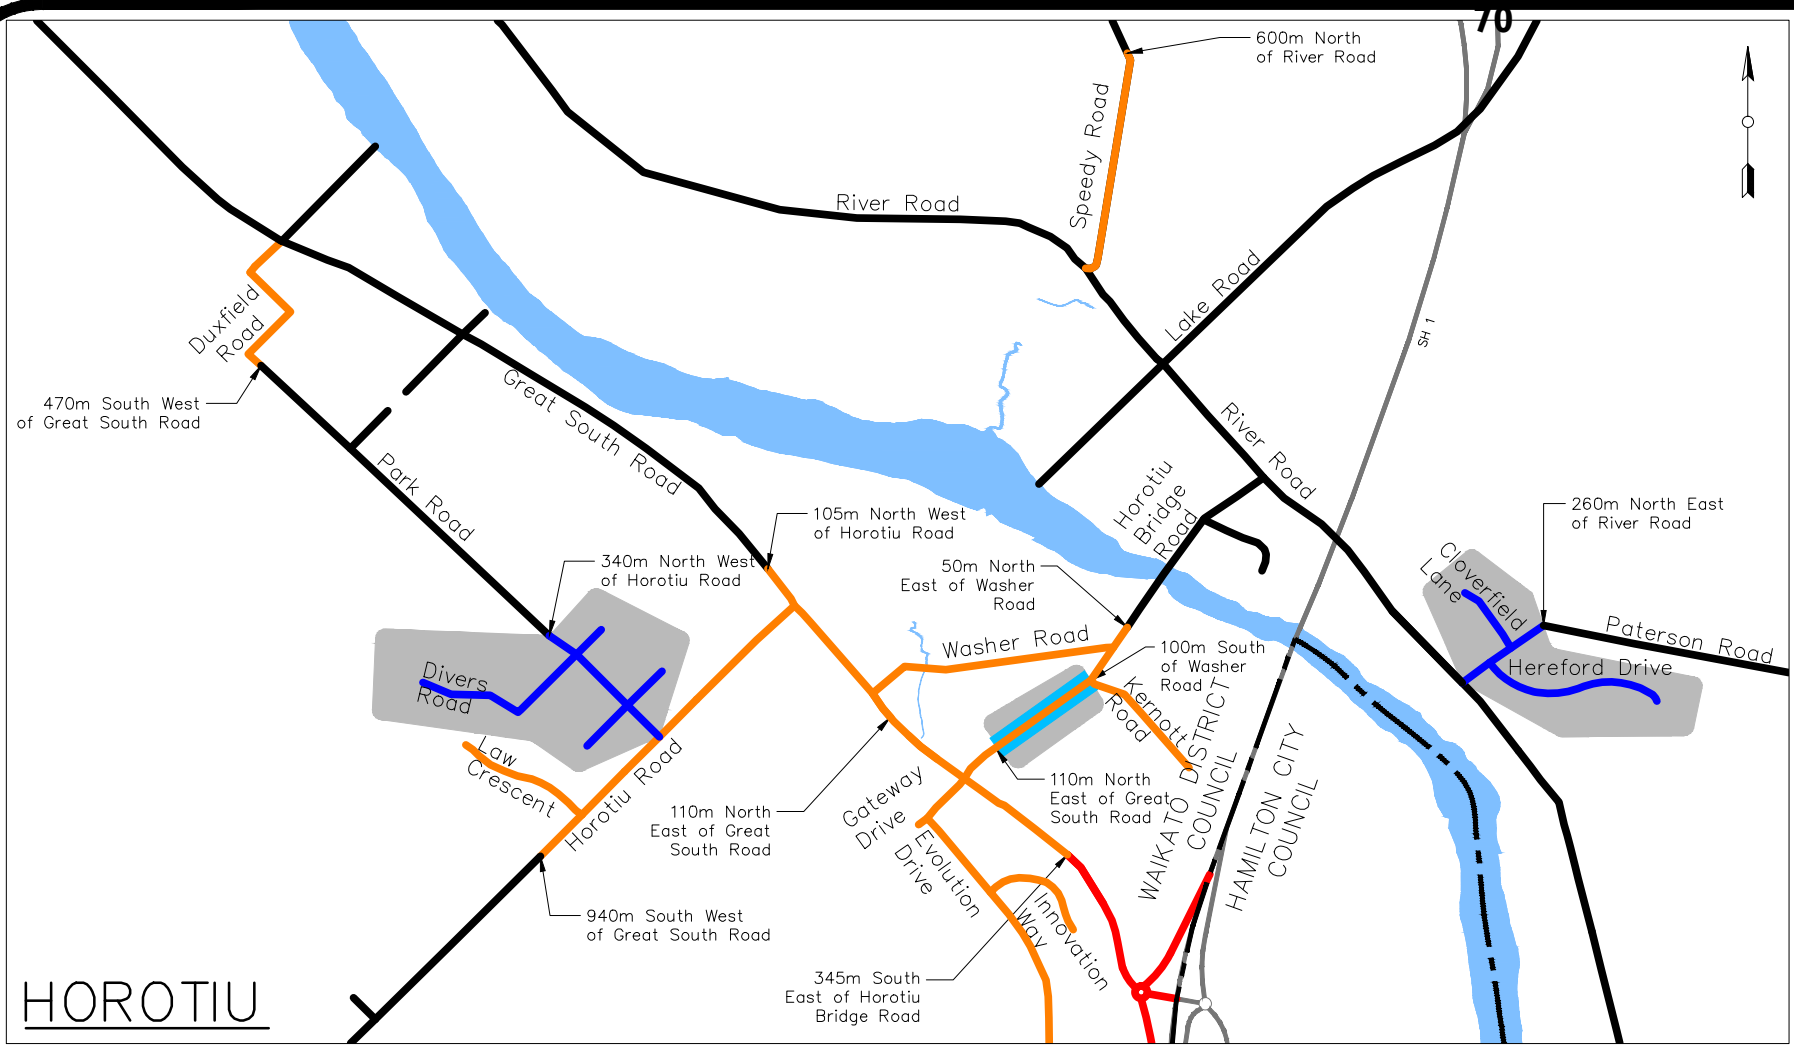 70
600m North
of River Road
Speedy Road
River Road
Lake Road
SH 1
Duxfield
Road
470m South West
of Great South Road
Great South Road
River Road
Park Road
Horotiu
Bridge
Road
105m North West
of Horotiu Road
260m North East
of River Road
340m North West
of Horotiu Road
50m North
East of Washer
Road
Cloverfield
Lane
Washer Road
Paterson Road
100m South
of Washer
Road
Hereford Drive
Divers
Road
Kernott
Road
Law
Crescent
Horotiu Road
WAIKATO DISTRICT
COUNCIL
HAMILTON CITY
COUNCIL
Gateway
Drive
110m North
East of Great
South Road
110m North
East of Great
South Road
Evolution
Drive
Innovation
Way
940m South West
of Great South Road
345m South
East of Horotiu
Bridge Road
HOROTIU